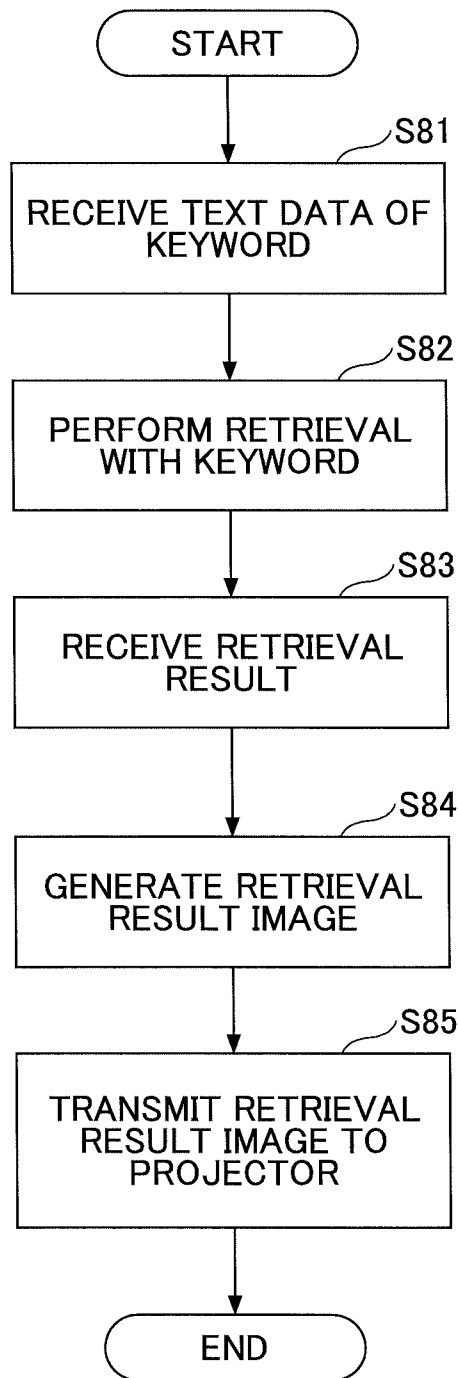 START
S81
RECEIVE TEXT DATA OF
KEYWORD
S82
PERFORM RETRIEVAL
WITH KEYWORD
S83
RECEIVE RETRIEVAL
RESULT
S84
GENERATE RETRIEVAL
RESULT IMAGE
S85
TRANSMIT RETRIEVAL
RESULT IMAGE TO
PROJECTOR
END